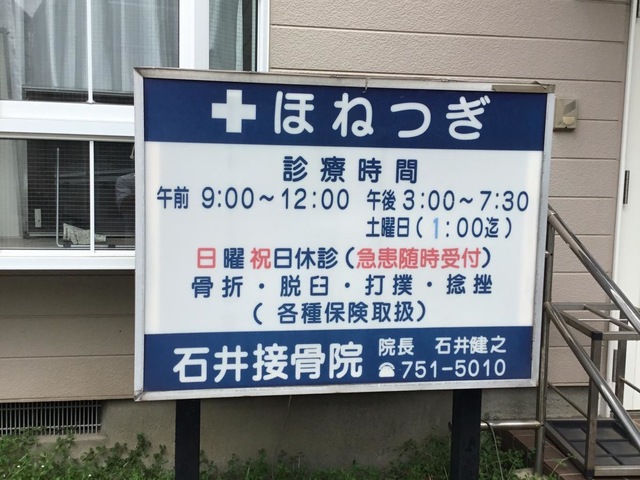 ほねつぎ
診療時間
午前 9:00～12:00 午後 3:00～7:30
土曜日(1:00迄)
日曜祝日休診(急患随時受付)
骨折・脱臼・打撲・捻挫
(各種保険取扱)
石井接骨院 院長 石井健之
☎751-5010